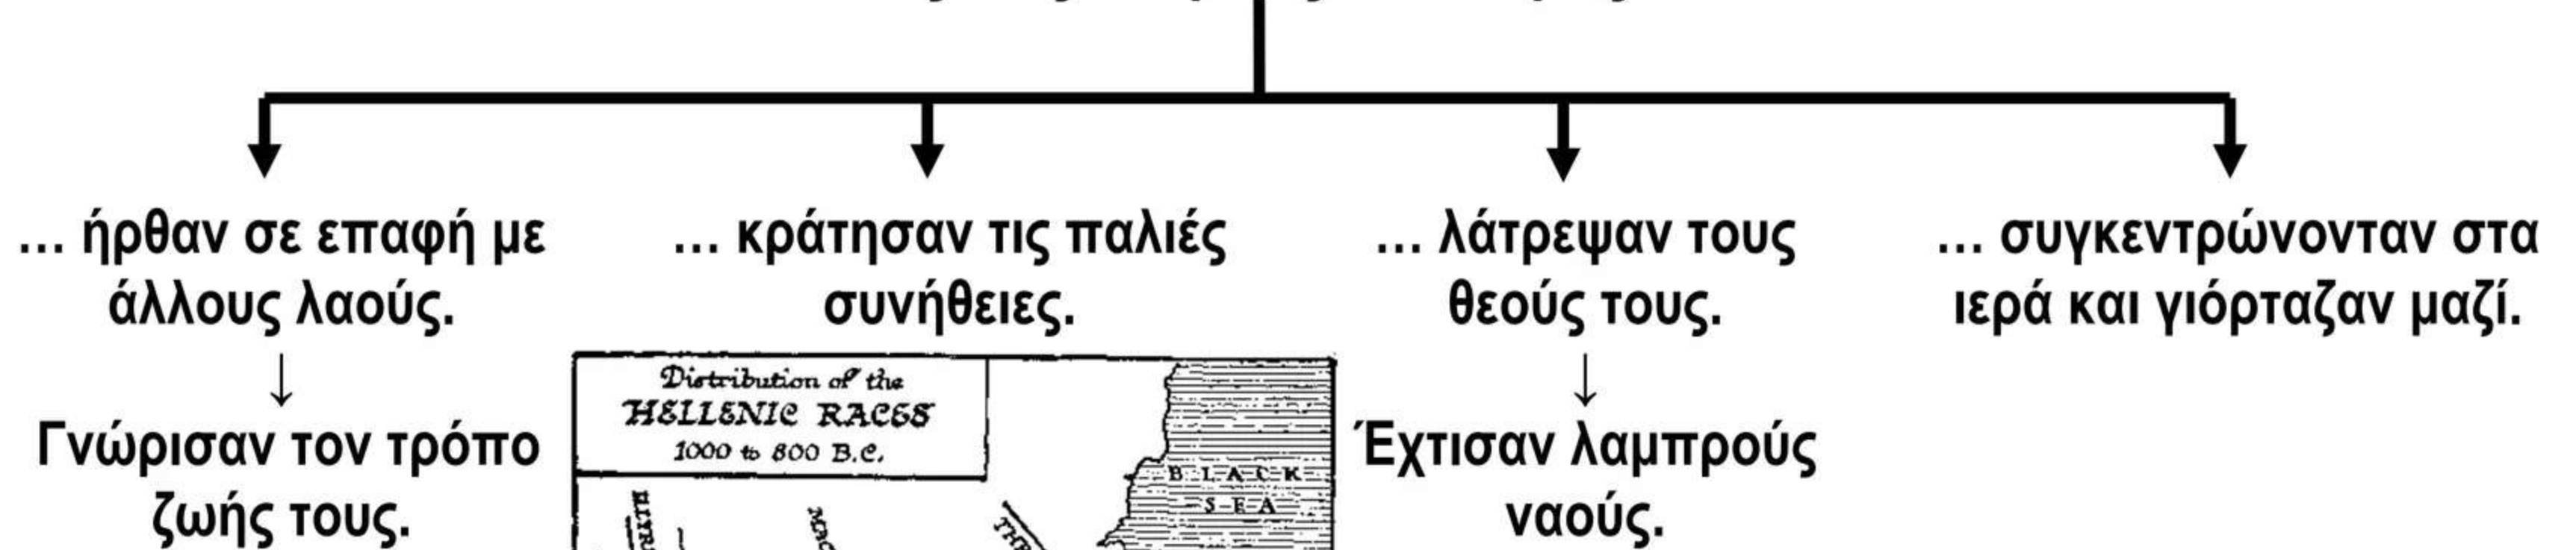 ... ήρθαν σε επαφή με
άλλους λαούς.
↓
Γνώρισαν τον τρόπο
ζωής τους.
... κράτησαν τις παλιές
συνήθειες.
Distribution of the
HELLENIC RACES
1000 to 800 B.C.
BLACK
SEA
... λάτρεψαν τους
θεούς τους.
↓
Έχτισαν λαμπρούς
ναούς.
... συγκεντρώνονταν στα
ιερά και γιόρταζαν μαζί.